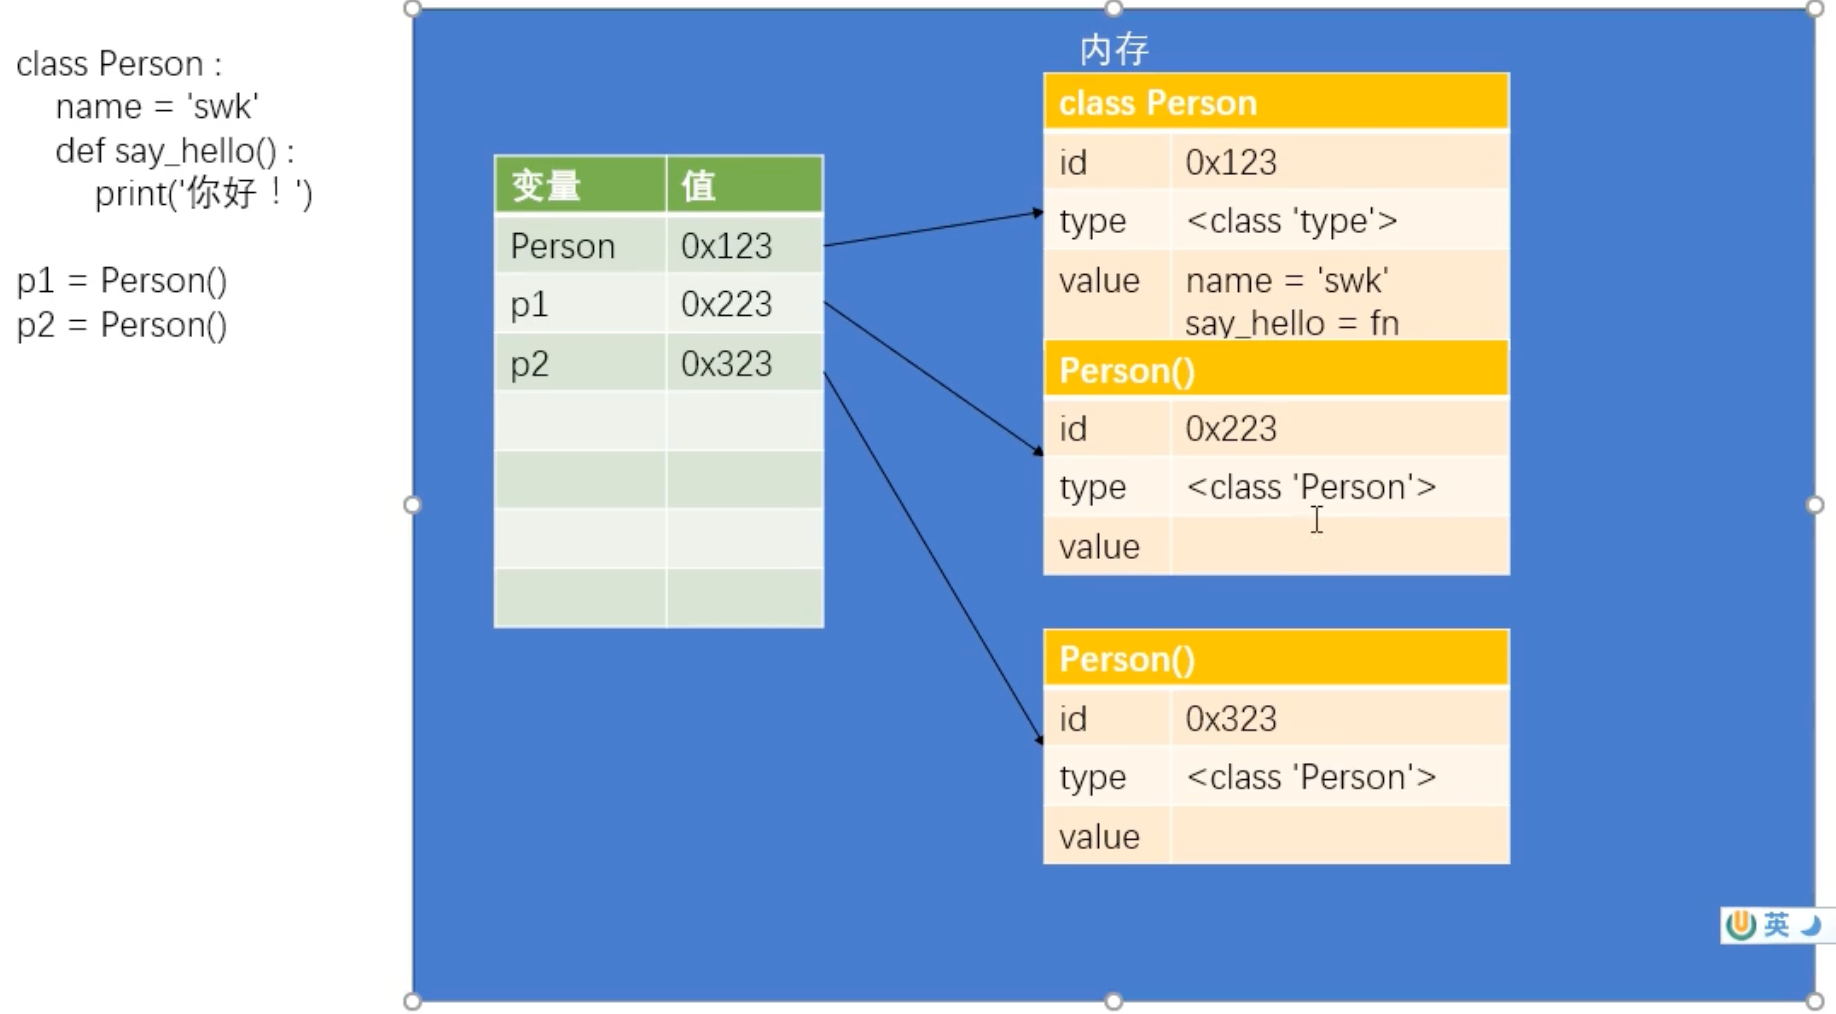 class Person :
name = 'swk'
def say_hello() :
print('你好！')
p1 = Person()
p2 = Person()
内存
变量 值
Person 0x123
p1 0x223
p2 0x323
class Person
id 0x123
type <class 'type'>
value name = 'swk'
say_hello = fn
Person()
id 0x223
type <class 'Person'>
value
Person()
id 0x323
type <class 'Person'>
value
英